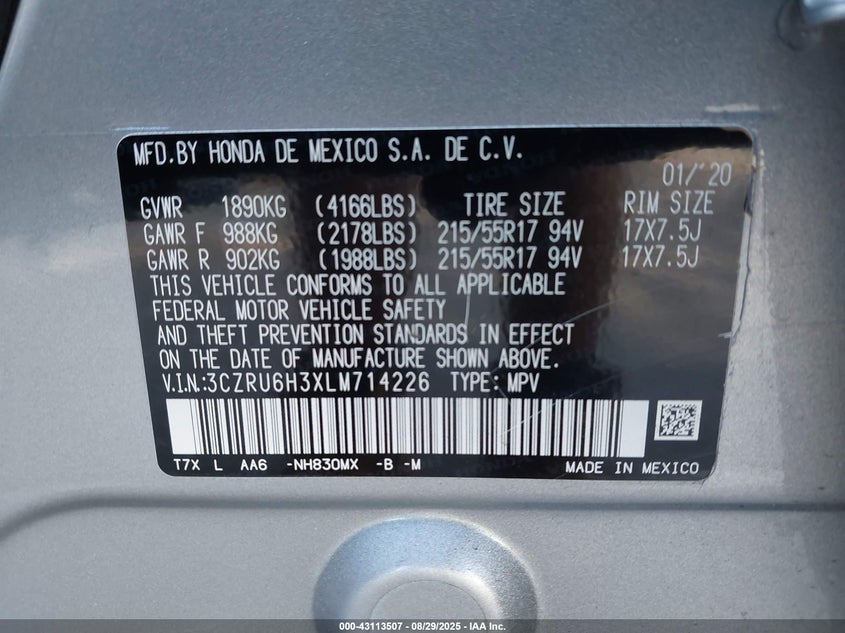 MFD.BY HONDA DE MEXICO S.A. DE C.V.
01/'20
GVWR 1890KG (4166LBS) TIRE SIZE RIM SIZE
GAWR F 988KG (2178LBS) 215/55R17 94V 17X7.5J
GAWR R 902KG (1988LBS) 215/55R17 94V 17X7.5J
THIS VEHICLE CONFORMS TO ALL APPLICABLE
FEDERAL MOTOR VEHICLE SAFETY
AND THEFT PREVENTION STANDARDS IN EFFECT
ON THE DATE OF MANUFACTURE SHOWN ABOVE.
V.I.N.:3CZRU6H3XLM714226 TYPE: MPV
T7X L AA6 -NH830MX -B -M MADE IN MEXICO
000-43113507 - 08/29/2025 - IAA Inc.